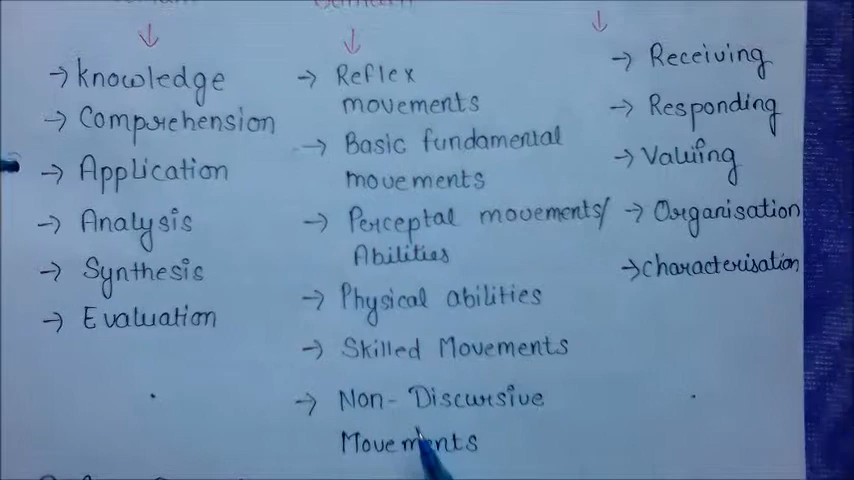 → knowledge
→ Comprehension
→ Application
→ Analysis
→ Synthesis
→ Evaluation
→ Reflex
movements
→ Basic fundamental
movements
→ Perceptal movements/
Abilities
→ Physical abilities
→ Skilled Movements
→ Non-Discursive
Movements
→ Receiving
→ Responding
→ Valuing
→ Organisation
→ characterisation